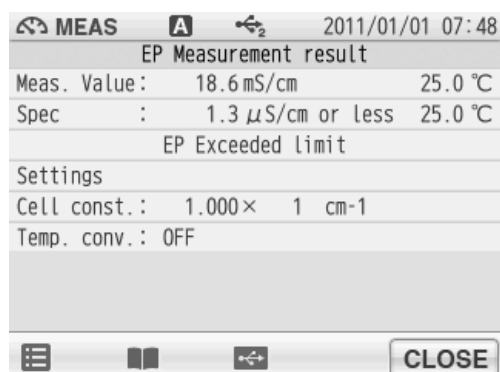 MEAS A 2 2011/01/01 07:48
EP Measurement result
Meas. Value: 18.6 mS/cm 25.0 ℃
Spec : 1.3 μS/cm or less 25.0 ℃
EP Exceeded limit
Settings
Cell const.: 1.000× 1 cm-1
Temp. conv.: OFF
CLOSE